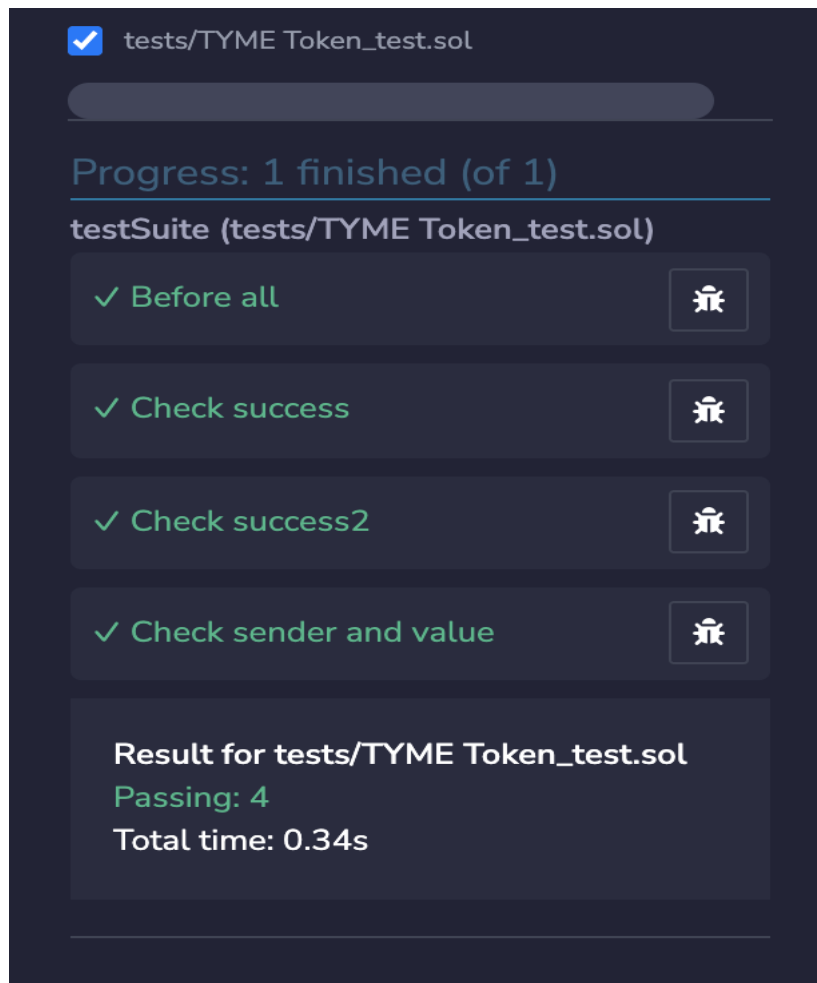 tests/TYME Token_test.sol
Progress: 1 finished (of 1)
testSuite (tests/TYME Token_test.sol)
Before all
Check success
Check success2
Check sender and value
Result for tests/TYME Token_test.sol
Passing: 4
Total time: 0.34s